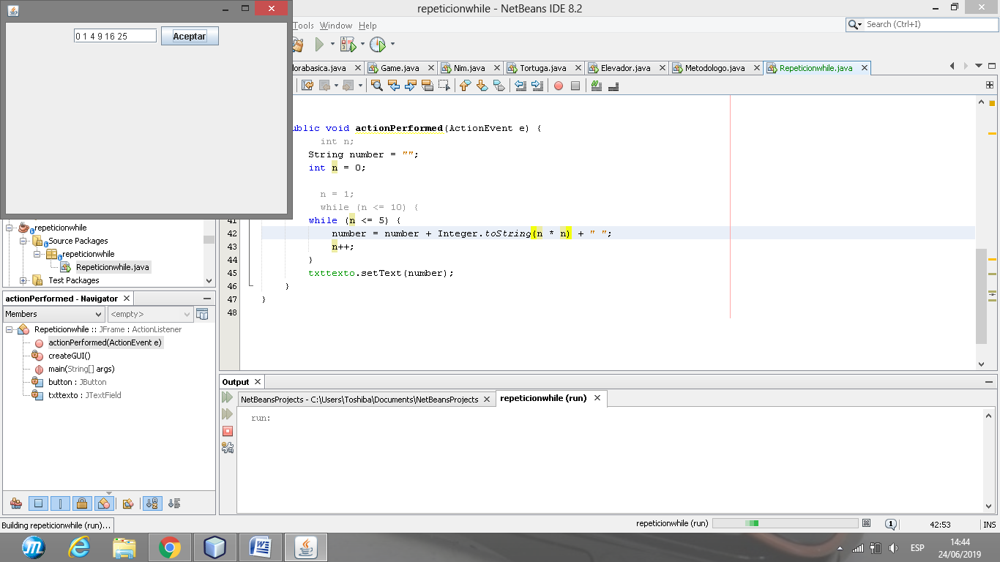 repeticionwhile - NetBeans IDE 8.2
0 1 4 9 16 25 Aceptar
Tools Window Help
Search (Ctrl+I)
lorabasica.java Game.java Nim.java Tortuga.java Elevador.java Metodologo.java Repeticionwhile.java
ublic void actionPerformed(ActionEvent e) {
int n;
String number = "";
int n = 0;
n = 1;
while (n <= 10) {
41 while (n <= 5) {
42 number = number + Integer.toString(n * n) + " ";
43 n++;
44 }
45 txttexto.setText(number);
46 }
47 }
48
repeticionwhile
Source Packages
repeticionwhile
Repeticionwhile.java
Test Packages
actionPerformed - Navigator
Members <empty>
Repeticionwhile :: JFrame : ActionListener
actionPerformed(ActionEvent e)
createGUI()
main(String[] args)
button : JButton
txttexto : JTextField
Output
NetBeansProjects - C:\Users\Toshiba\Documents\NetBeansProjects repeticionwhile (run)
run:
Building repeticionwhile (run)...
repeticionwhile (run) 1 42:53 INS
ESP
14:44
24/06/2019